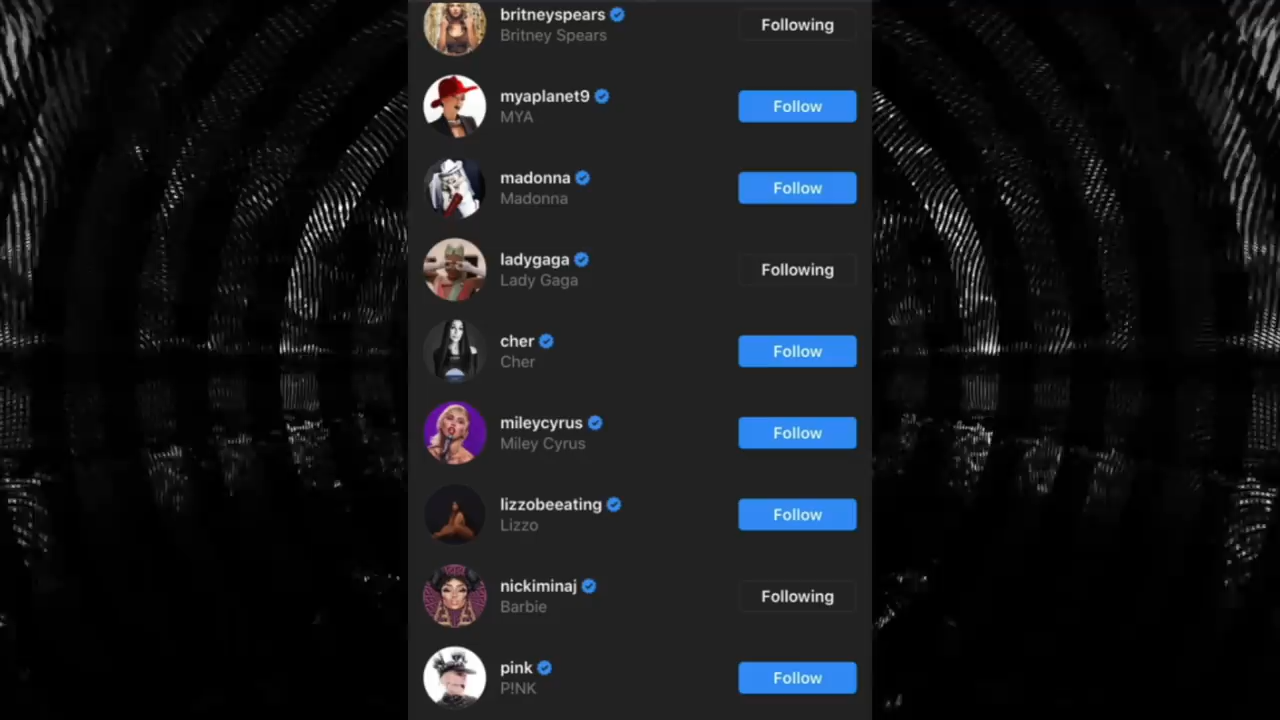 britneyspears
Britney Spears
Following
myaplanet9
MYA
Follow
madonna
Madonna
Follow
ladygaga
Lady Gaga
Following
cher
Cher
Follow
mileycyrus
Miley Cyrus
Follow
lizzobeeating
Lizzo
Follow
nickiminaj
Barbie
Following
pink
P!NK
Follow